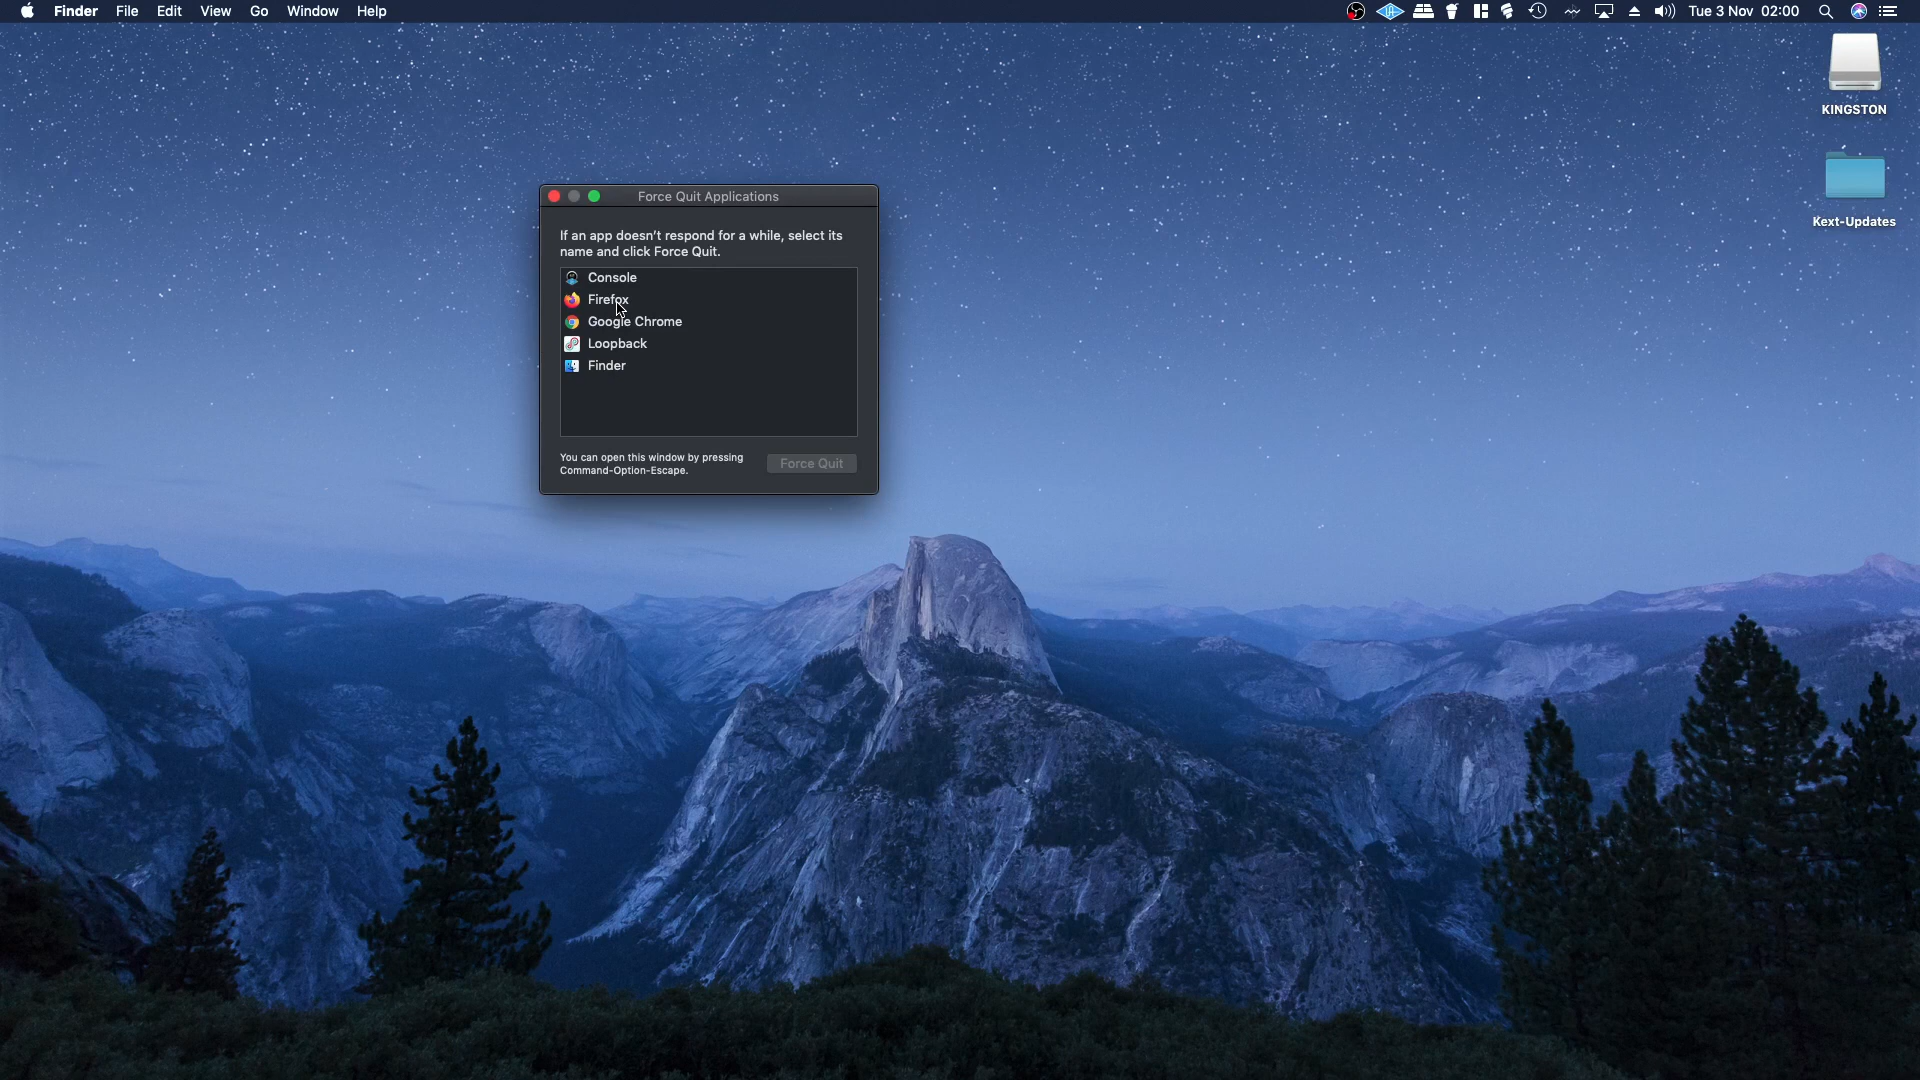 Finder File Edit View Go Window Help Tue 3 Nov 02:00
KINGSTON
Kext-Updates
Force Quit Applications
If an app doesn't respond for a while, select its
name and click Force Quit.
Console
Firefox
Google Chrome
Loopback
Finder
You can open this window by pressing
Command-Option-Escape.
Force Quit